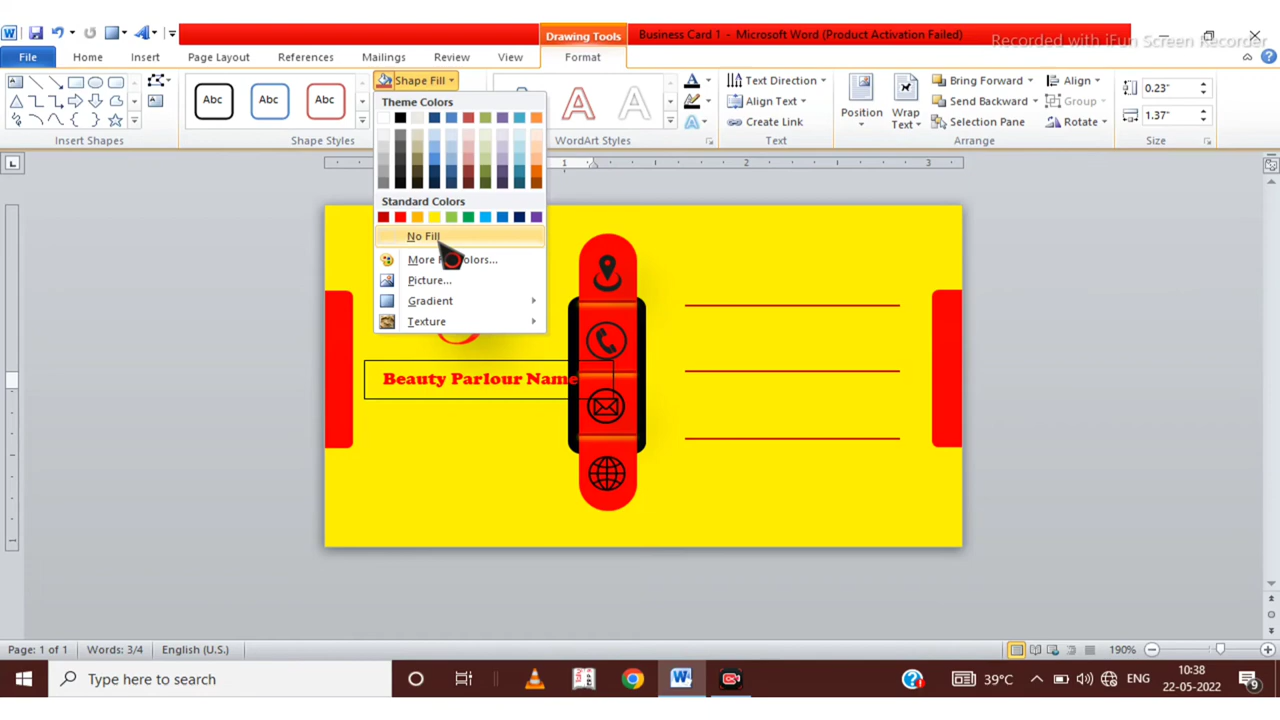 Drawing Tools
Business Card 1 - Microsoft Word (Product Activation Failed)
Recorded with iFun Screen Recorder
File Home Insert Page Layout References Mailings Review View Format
Abc Abc Abc
Shape Fill
Text Direction
Align Text
Create Link
Position
Wrap Text
Bring Forward
Send Backward
Selection Pane
Align
Group
Rotate
0.23"
1.37"
Insert Shapes Shape Styles WordArt Styles Text Arrange Size
Theme Colors
Standard Colors
No Fill
Picture...
Gradient
Texture
1 2 3
Beauty Parlour Name
Page: 1 of 1 Words: 3/4 English (U.S.) 190%
Type here to search
39°C ENG
10:38
22-05-2022
9